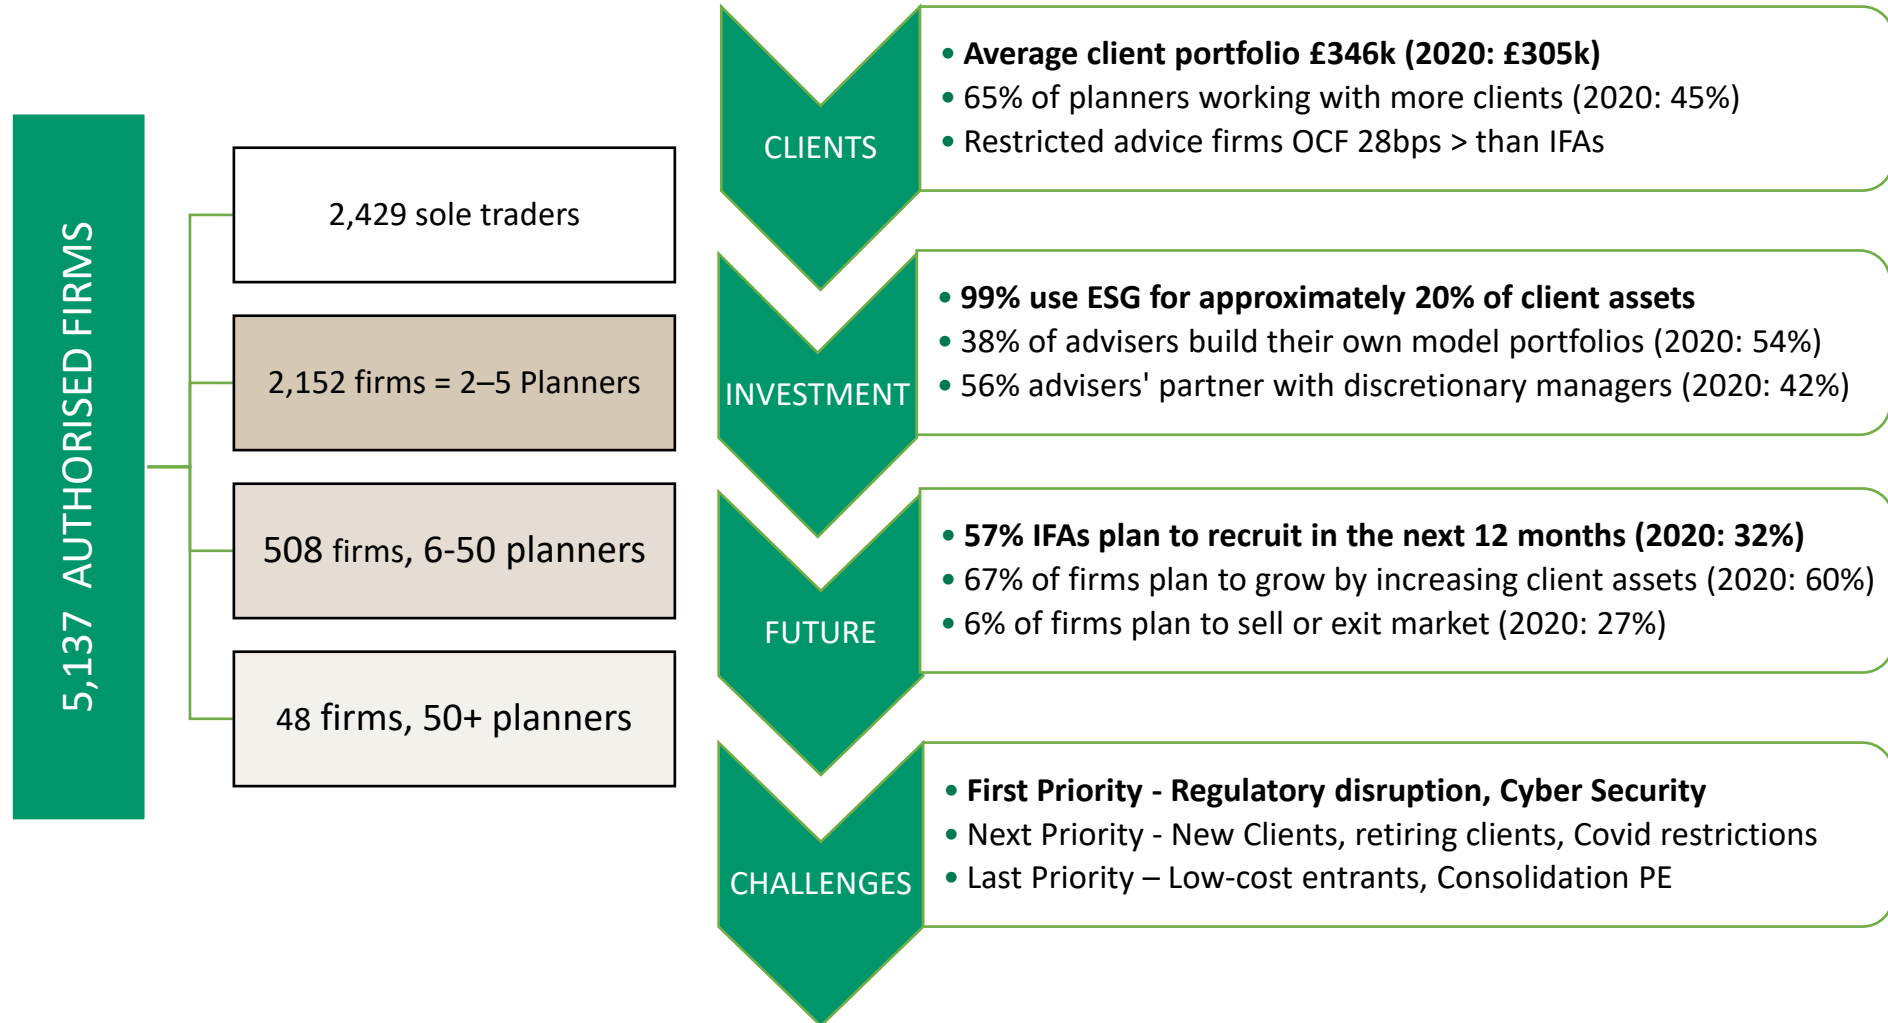 5,137 AUTHORISED FIRMS
2,429 sole traders
2,152 firms = 2–5 Planners
508 firms, 6-50 planners
48 firms, 50+ planners
CLIENTS
• Average client portfolio £346k (2020: £305k)
• 65% of planners working with more clients (2020: 45%)
• Restricted advice firms OCF 28bps > than IFAs
INVESTMENT
• 99% use ESG for approximately 20% of client assets
• 38% of advisers build their own model portfolios (2020: 54%)
• 56% advisers' partner with discretionary managers (2020: 42%)
FUTURE
• 57% IFAs plan to recruit in the next 12 months (2020: 32%)
• 67% of firms plan to grow by increasing client assets (2020: 60%)
• 6% of firms plan to sell or exit market (2020: 27%)
CHALLENGES
• First Priority - Regulatory disruption, Cyber Security
• Next Priority - New Clients, retiring clients, Covid restrictions
• Last Priority – Low-cost entrants, Consolidation PE